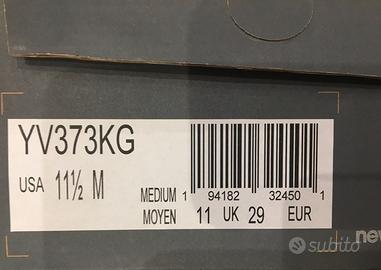 YV373KG
USA 11½ M
MEDIUM 1 94182 32450 1
MOYEN 11 UK 29 EUR
new
subito